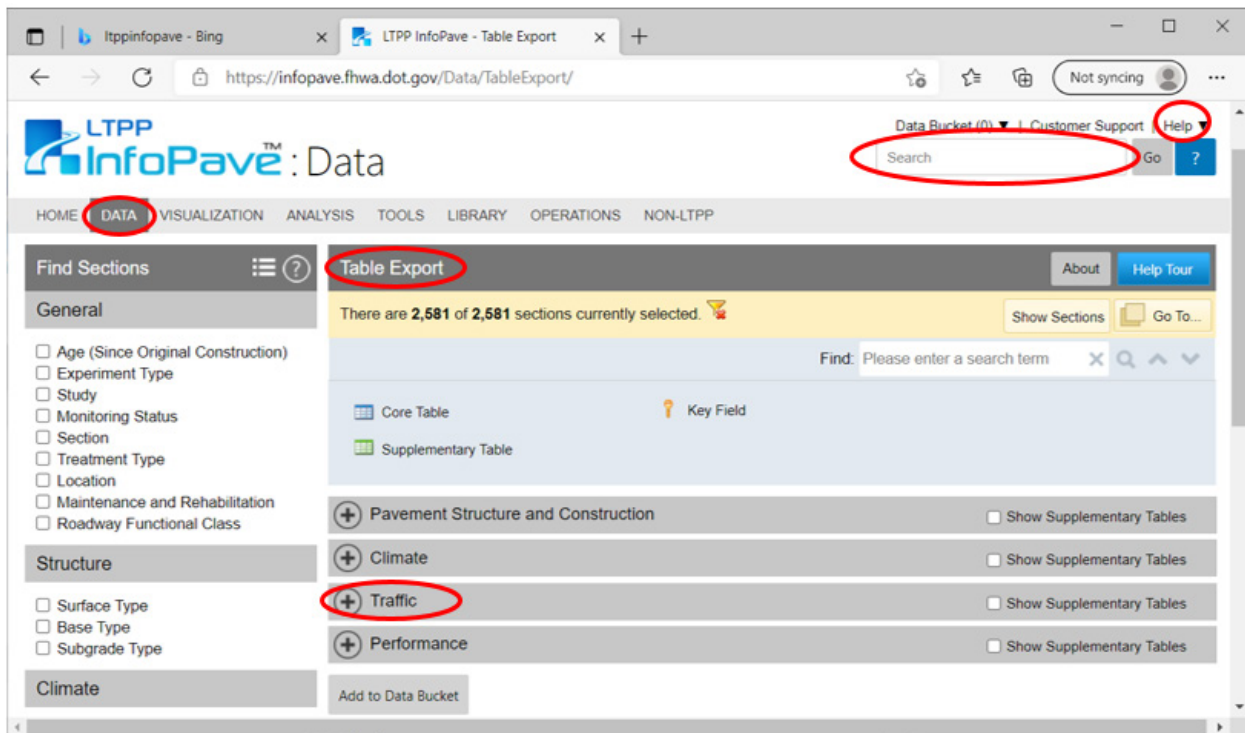 ltppinfopave - Bing
LTPP InfoPave - Table Export
https://infopave.fhwa.dot.gov/Data/TableExport/
Not syncing
LTPP
InfoPave™: Data
Data Bucket (0) ▼ | Customer Support | Help ▼
Search
Go
?
HOME DATA VISUALIZATION ANALYSIS TOOLS LIBRARY OPERATIONS NON-LTPP
Find Sections
?
General
Age (Since Original Construction)
Experiment Type
Study
Monitoring Status
Section
Treatment Type
Location
Maintenance and Rehabilitation
Roadway Functional Class
Structure
Surface Type
Base Type
Subgrade Type
Climate
Table Export
About
Help Tour
There are 2,581 of 2,581 sections currently selected.
Show Sections
Go To...
Find: Please enter a search term
Core Table
Key Field
Supplementary Table
Pavement Structure and Construction
Show Supplementary Tables
Climate
Show Supplementary Tables
Traffic
Show Supplementary Tables
Performance
Show Supplementary Tables
Add to Data Bucket